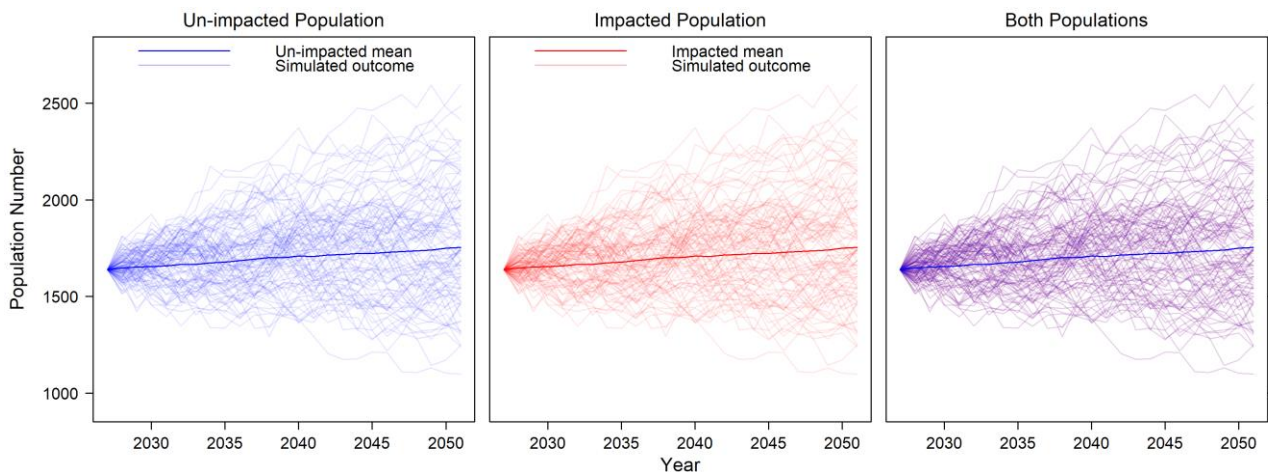 Un-impacted Population
Impacted Population
Both Populations
Un-impacted mean
Simulated outcome
Impacted mean
Simulated outcome
Population Number
2500
2000
1500
1000
2030 2035 2040 2045 2050
2030 2035 2040 2045 2050
2030 2035 2040 2045 2050
Year